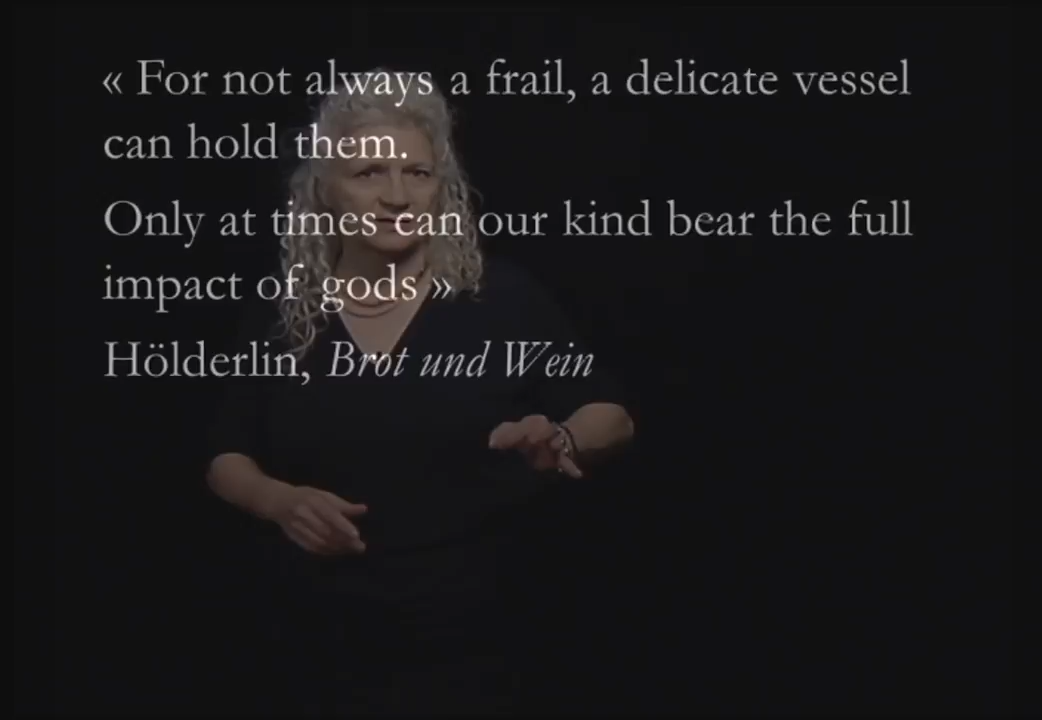 « For not always a frail, a delicate vessel
can hold them.
Only at times can our kind bear the full
impact of gods »
Hölderlin, Brot und Wein